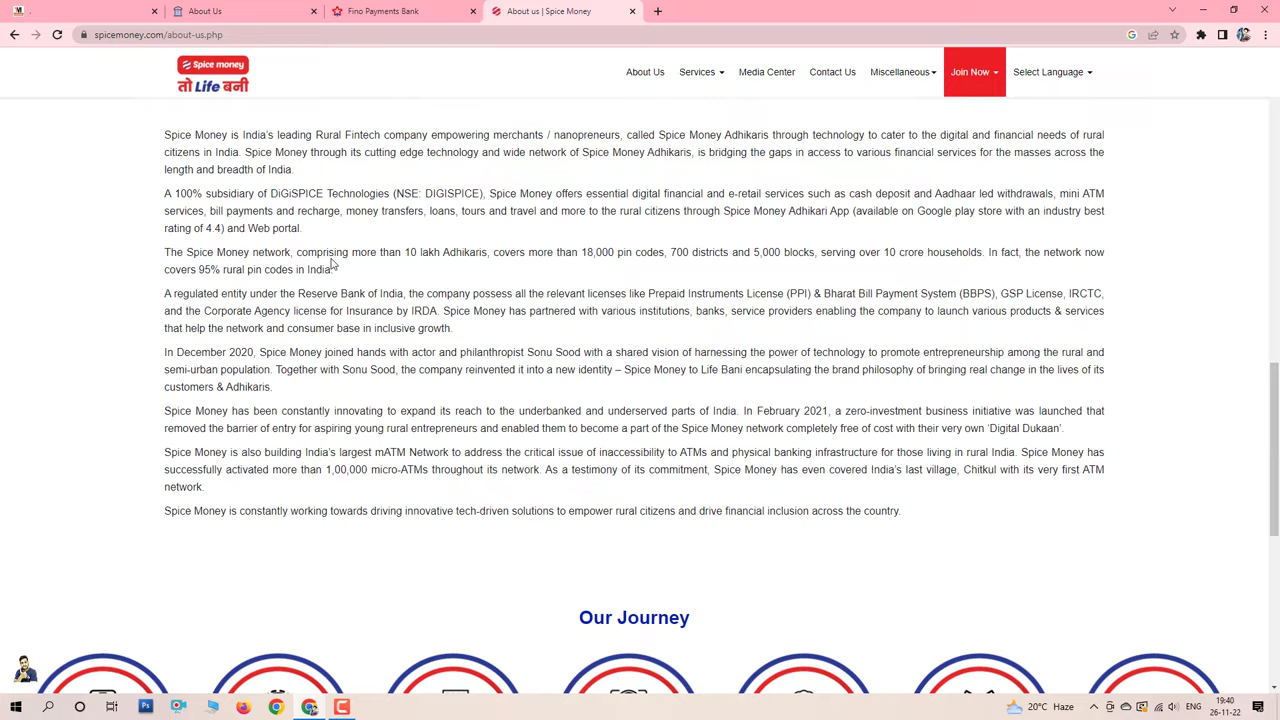 M
About Us
Fino Payments Bank
About us | Spice Money
spicemoney.com/about-us.php
Spice money
तो Life बनी
About Us
Services
Media Center
Contact Us
Miscellaneous
Join Now
Select Language
Spice Money is India's leading Rural Fintech company empowering merchants / nanopreneurs, called Spice Money Adhikaris through technology to cater to the digital and financial needs of rural
citizens in India. Spice Money through its cutting edge technology and wide network of Spice Money Adhikaris, is bridging the gaps in access to various financial services for the masses across the
length and breadth of India.
A 100% subsidiary of DiGiSPICE Technologies (NSE: DIGISPICE), Spice Money offers essential digital financial and e-retail services such as cash deposit and Aadhaar led withdrawals, mini ATM
services, bill payments and recharge, money transfers, loans, tours and travel and more to the rural citizens through Spice Money Adhikari App (available on Google play store with an industry best
rating of 4.4) and Web portal.
The Spice Money network, comprising more than 10 lakh Adhikaris, covers more than 18,000 pin codes, 700 districts and 5,000 blocks, serving over 10 crore households. In fact, the network now
covers 95% rural pin codes in India.
A regulated entity under the Reserve Bank of India, the company possess all the relevant licenses like Prepaid Instruments License (PPI) & Bharat Bill Payment System (BBPS), GSP License, IRCTC,
and the Corporate Agency license for Insurance by IRDA. Spice Money has partnered with various institutions, banks, service providers enabling the company to launch various products & services
that help the network and consumer base in inclusive growth.
In December 2020, Spice Money joined hands with actor and philanthropist Sonu Sood with a shared vision of harnessing the power of technology to promote entrepreneurship among the rural and
semi-urban population. Together with Sonu Sood, the company reinvented it into a new identity – Spice Money to Life Bani encapsulating the brand philosophy of bringing real change in the lives of its
customers & Adhikaris.
Spice Money has been constantly innovating to expand its reach to the underbanked and underserved parts of India. In February 2021, a zero-investment business initiative was launched that
removed the barrier of entry for aspiring young rural entrepreneurs and enabled them to become a part of the Spice Money network completely free of cost with their very own ‘Digital Dukaan’.
Spice Money is also building India's largest mATM Network to address the critical issue of inaccessibility to ATMs and physical banking infrastructure for those living in rural India. Spice Money has
successfully activated more than 1,00,000 micro-ATMs throughout its network. As a testimony of its commitment, Spice Money has even covered India's last village, Chitkul with its very first ATM
network.
Spice Money is constantly working towards driving innovative tech-driven solutions to empower rural citizens and drive financial inclusion across the country.
Our Journey
Ps
20°C Haze
19:40
26-11-22